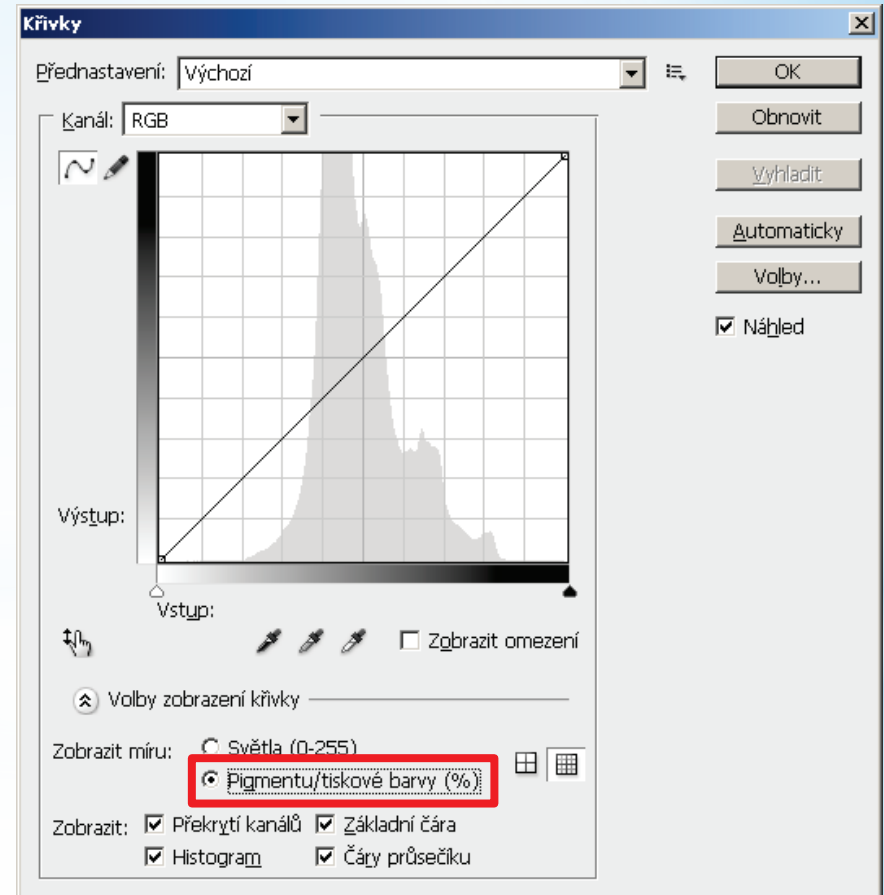 Křivky
Přednastavení: Výchozí
OK
Kanál: RGB
Obnovit
Vyhladit
Automaticky
Volby...
Náhled
Výstup:
Vstup:
Zobrazit omezení
Volby zobrazení křivky
Zobrazit míru: Světla (0-255)
Pigmentu/tiskové barvy (%)
Zobrazit: Překrytí kanálů Základní čára
Histogram Čáry průsečíku